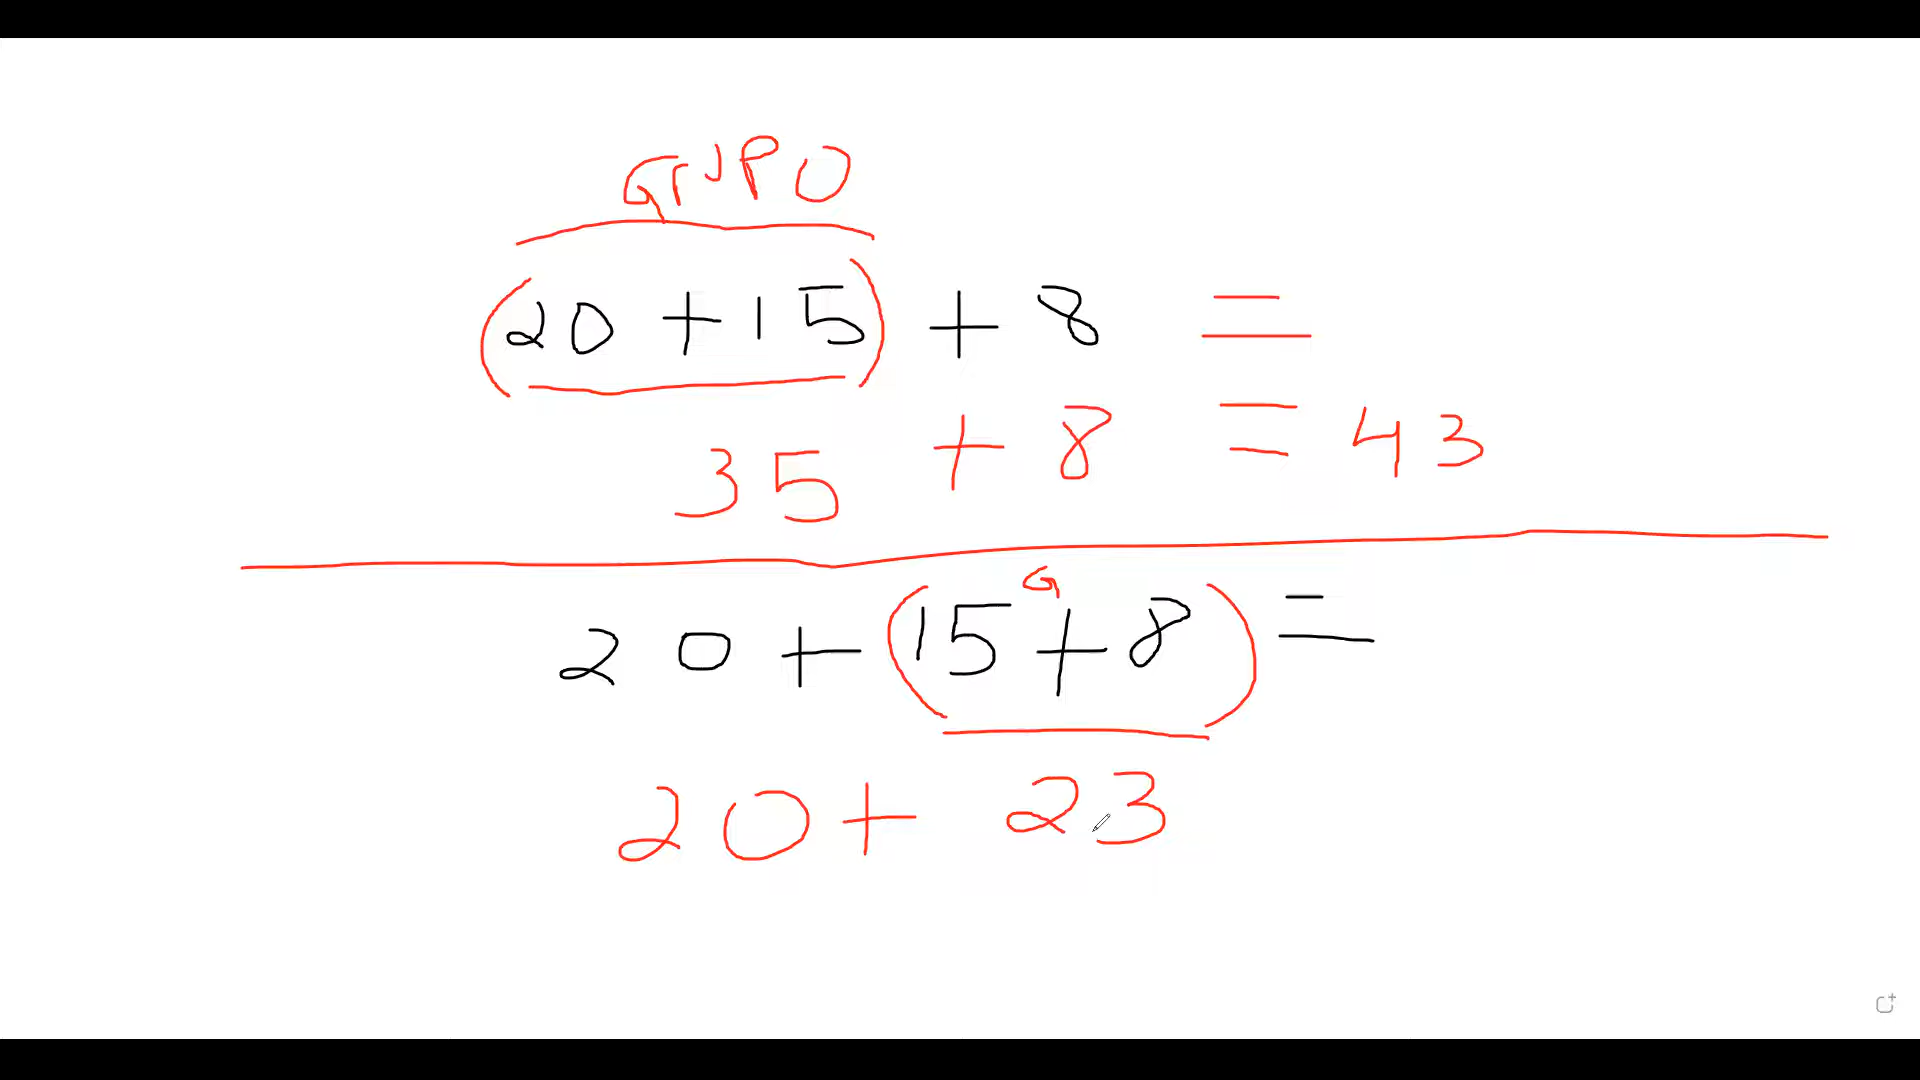 GrUPO
(20 + 15) + 8 =
35 + 8 = 43
G
20 + (15 + 8) =
20 + 23